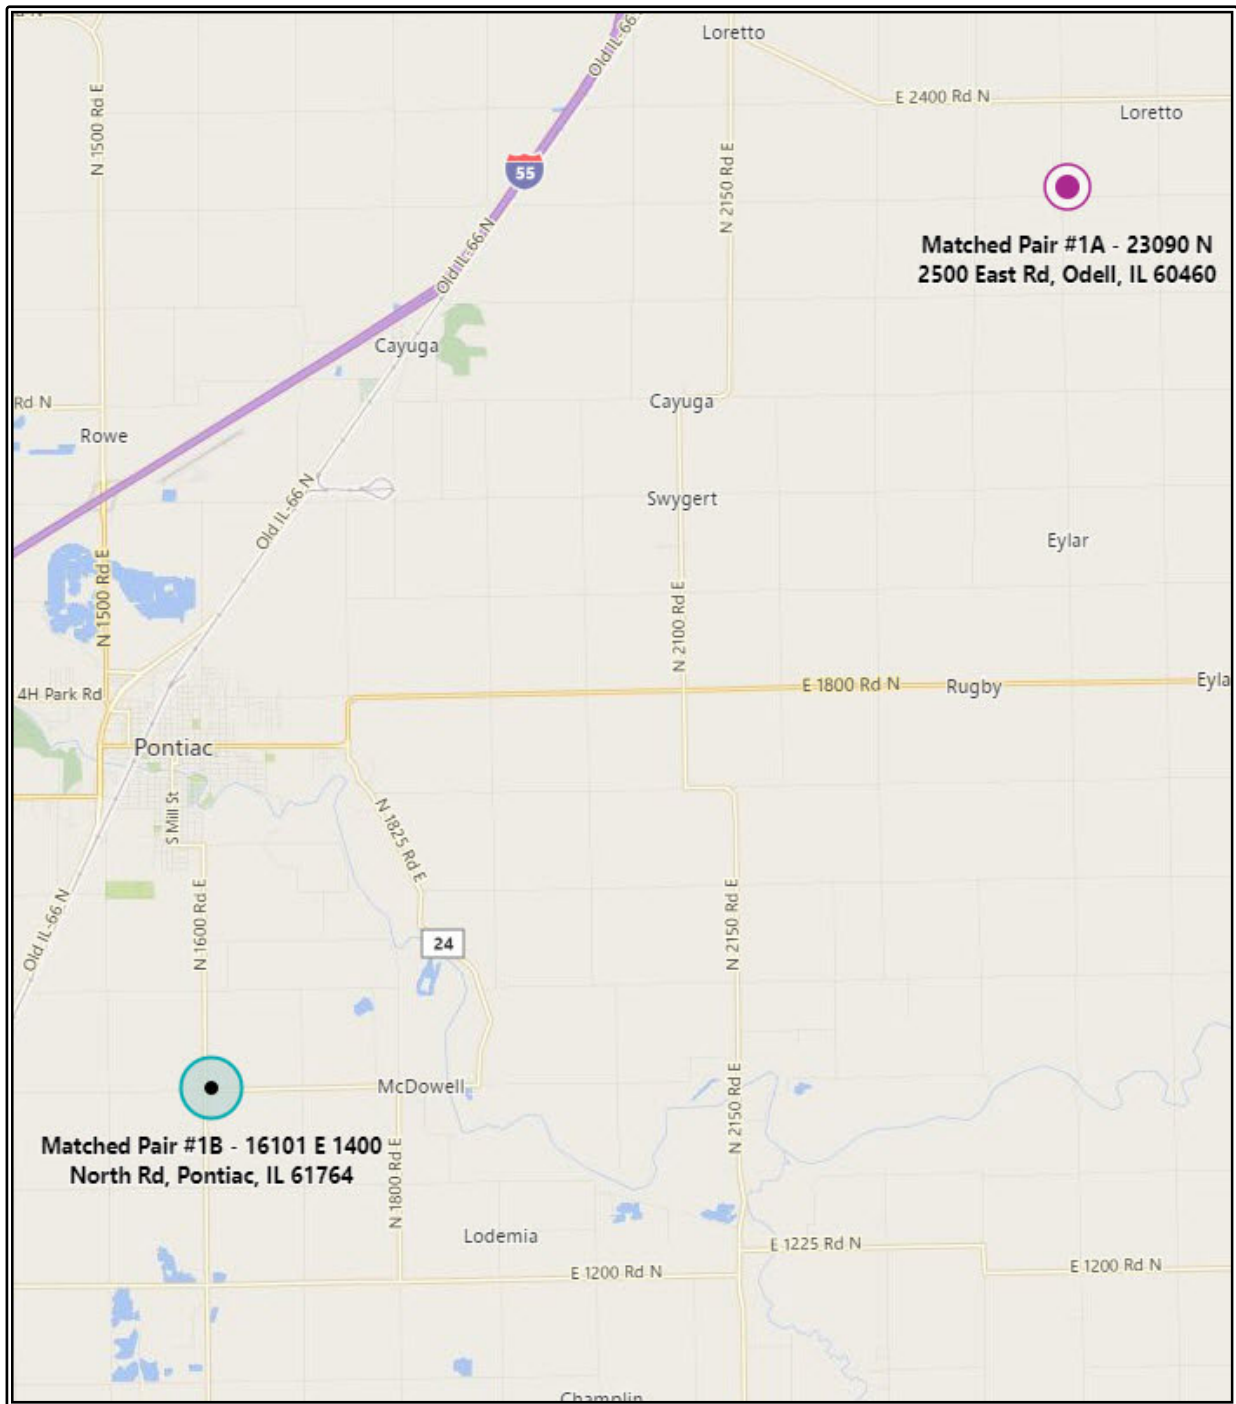 Loretto
Old IL-66 N
E 2400 Rd N
N 1500 Rd E
Loretto
55
N 2150 Rd E
Old IL-66 N
Matched Pair #1A - 23090 N
2500 East Rd, Odell, IL 60460
Cayuga
Rd N
Cayuga
Rowe
Swygert
Old IL-66 N
Eylar
N 1500 Rd E
N 2100 Rd E
4H Park Rd
E 1800 Rd N
Rugby
Eyla
Pontiac
S Mill St
N 1825 Rd E
N 1600 Rd E
N 2150 Rd E
Old IL-66 N
24
McDowell
N 2150 Rd E
Matched Pair #1B - 16101 E 1400
North Rd, Pontiac, IL 61764
N 1800 Rd E
Lodemia
E 1225 Rd N
E 1200 Rd N
E 1200 Rd N
Champlin